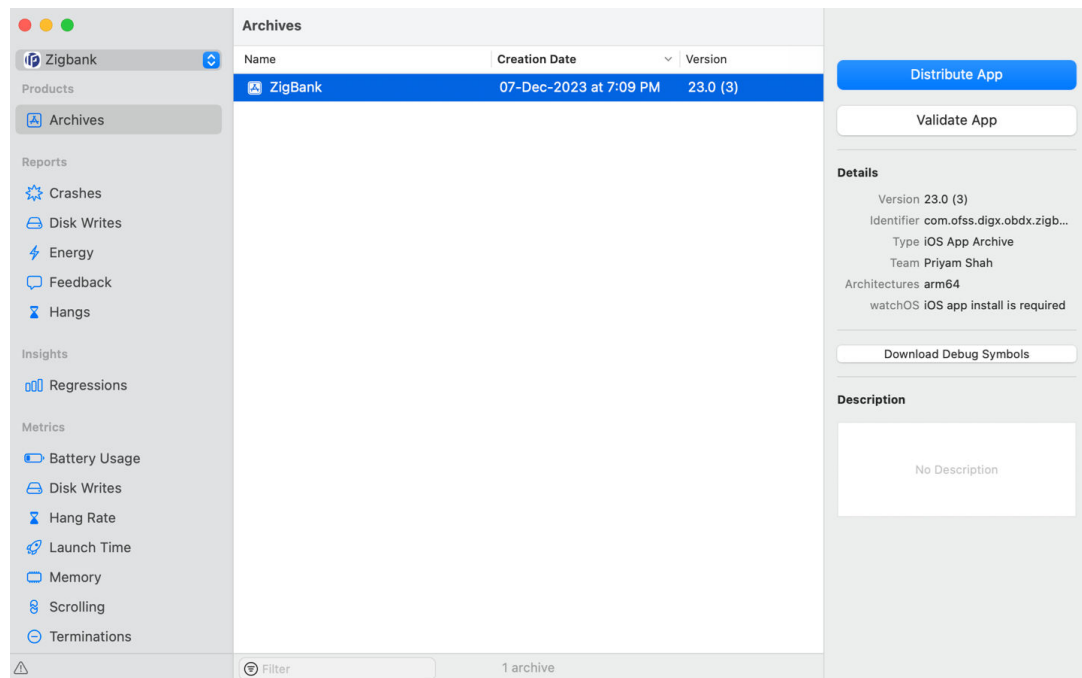 Zigbank
Products
Archives
Reports
Crashes
Disk Writes
Energy
Feedback
Hangs
Insights
Regressions
Metrics
Battery Usage
Disk Writes
Hang Rate
Launch Time
Memory
Scrolling
Terminations
Archives
Name Creation Date Version
ZigBank 07-Dec-2023 at 7:09 PM 23.0 (3)
Filter 1 archive
Distribute App
Validate App
Details
Version 23.0 (3)
Identifier com.ofss.digx.obdx.zigb...
Type iOS App Archive
Team Priyam Shah
Architectures arm64
watchOS iOS app install is required
Download Debug Symbols
Description
No Description